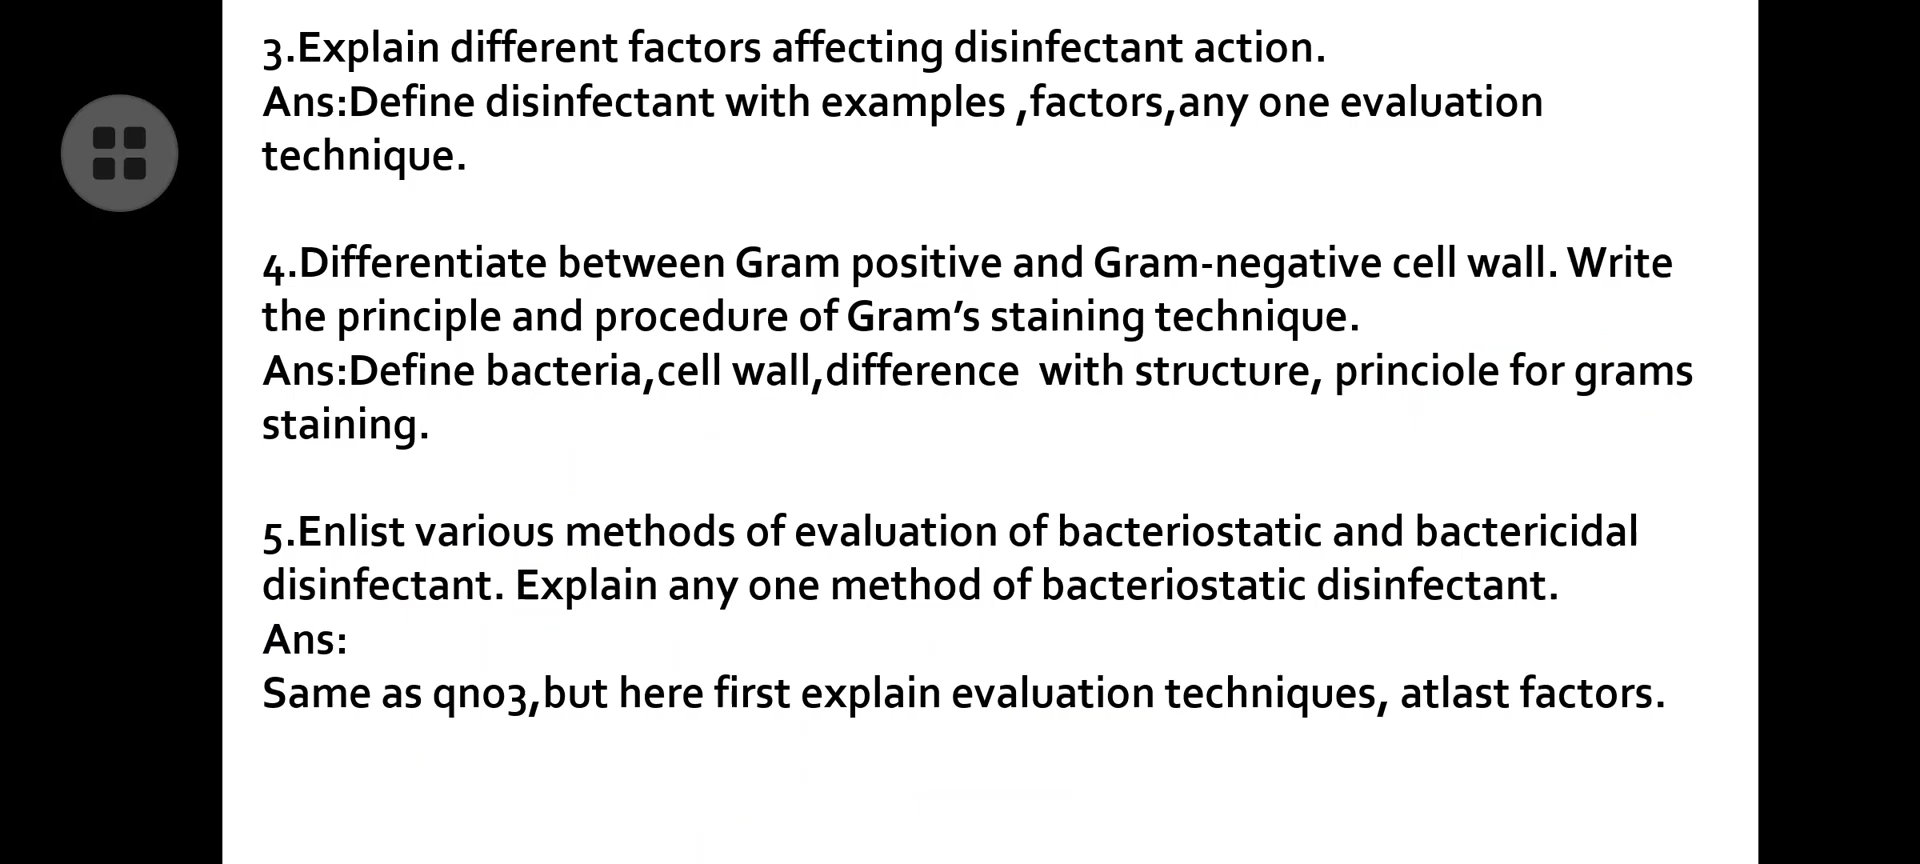 3.Explain different factors affecting disinfectant action.
Ans:Define disinfectant with examples ,factors,any one evaluation
technique.
4.Differentiate between Gram positive and Gram-negative cell wall. Write
the principle and procedure of Gram’s staining technique.
Ans:Define bacteria,cell wall,difference  with structure, principle for grams
staining.
5.Enlist various methods of evaluation of bacteriostatic and bactericidal
disinfectant. Explain any one method of bacteriostatic disinfectant.
Ans:
Same as qno3,but here first explain evaluation techniques, atlast factors.